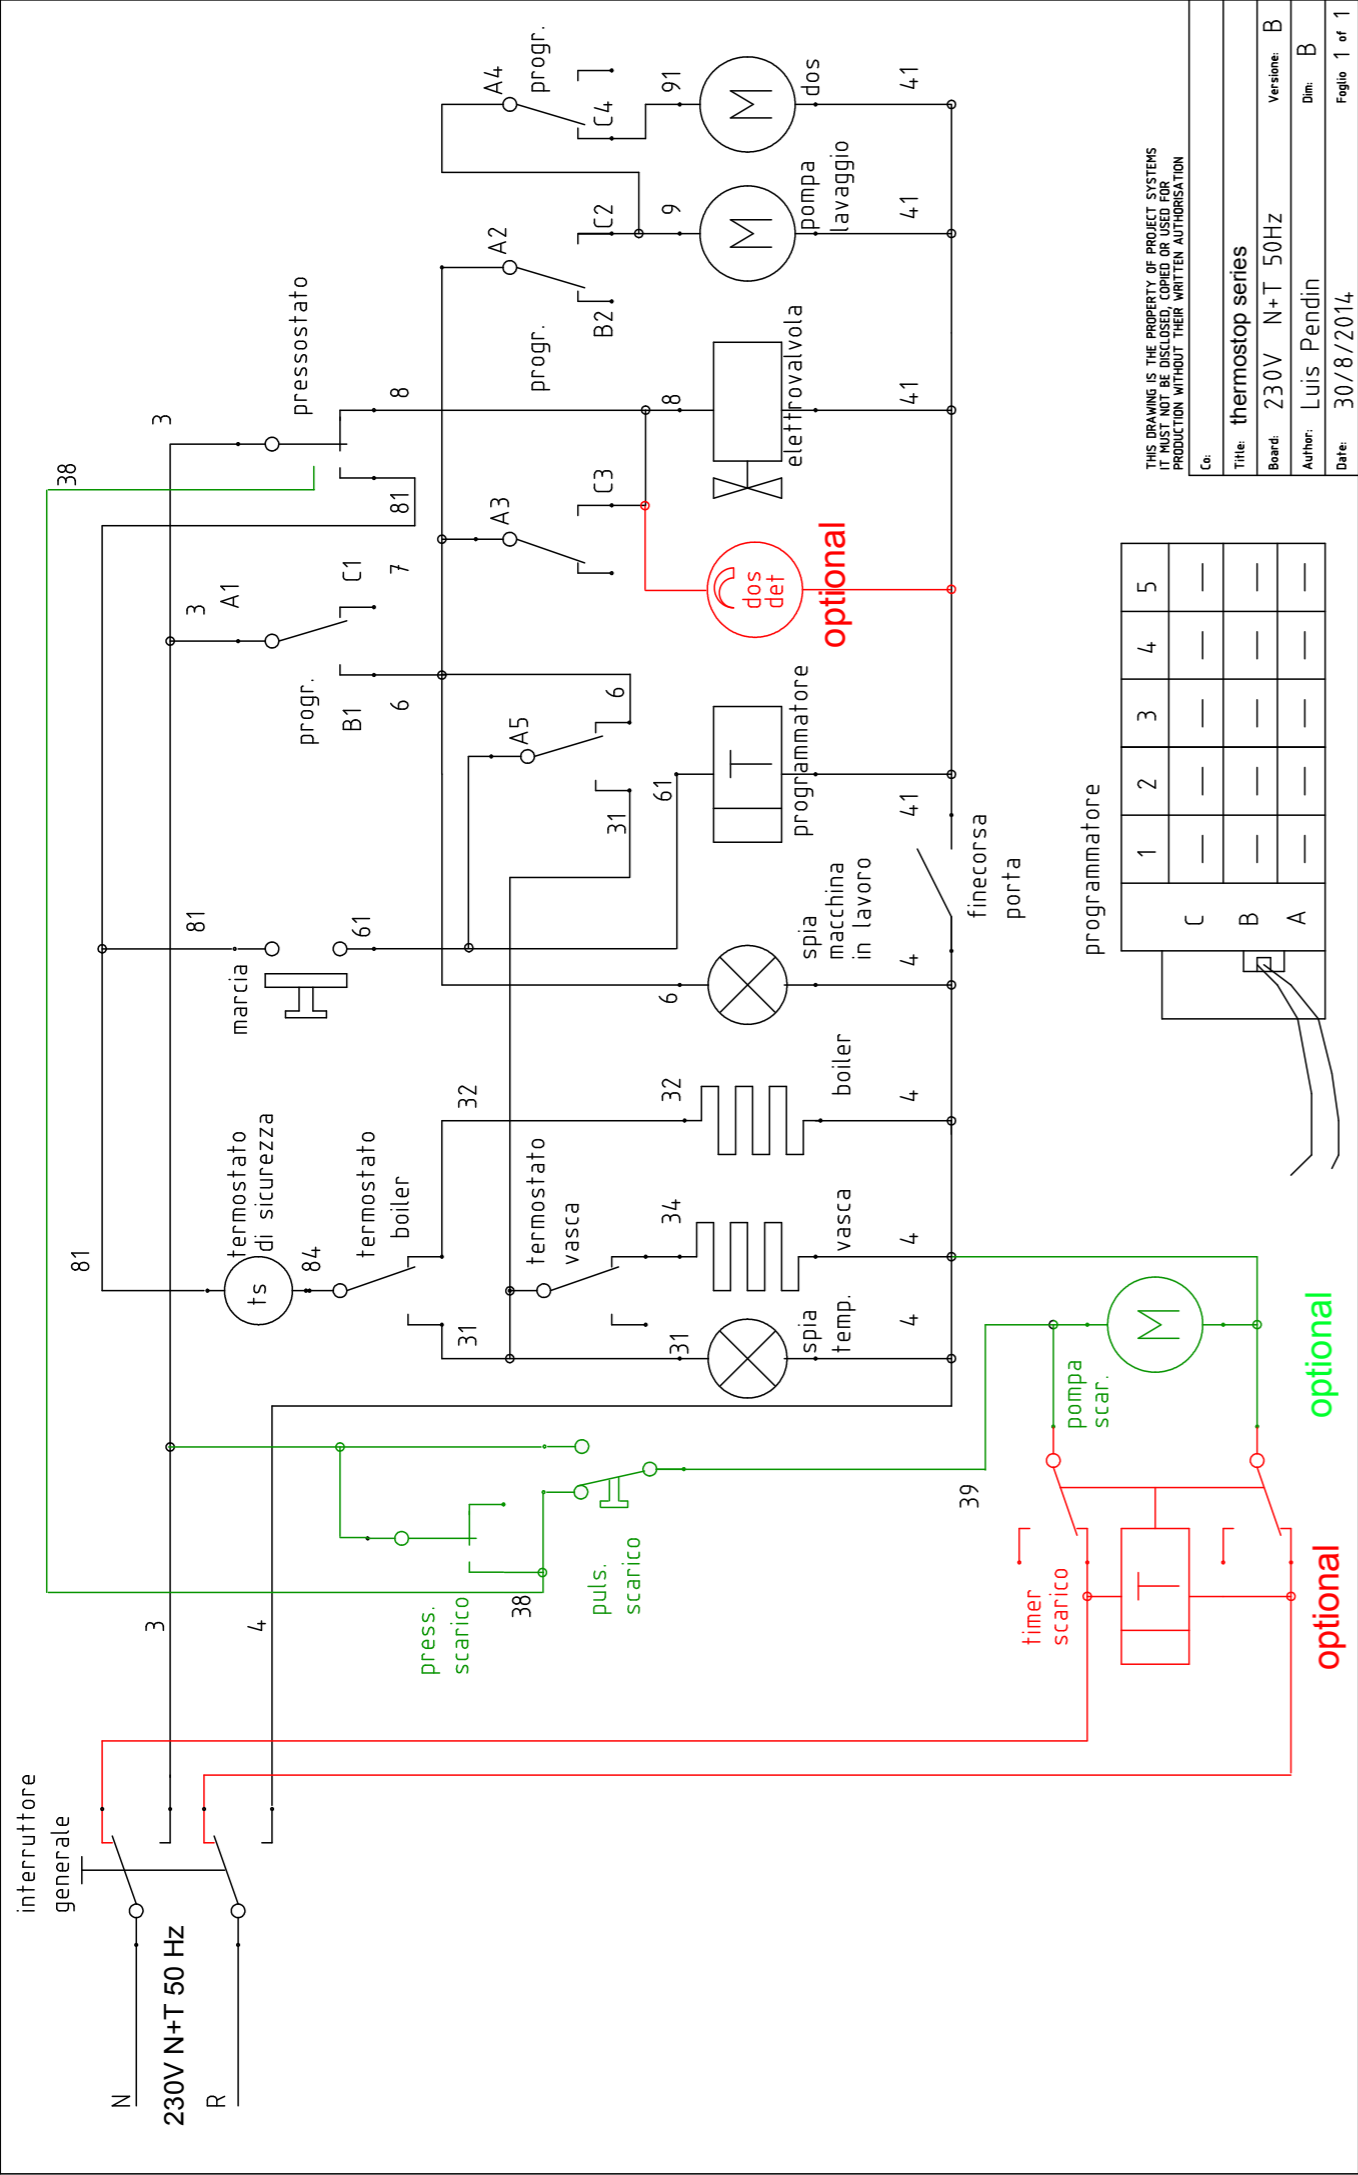 interruttore
generale
N
230V N+T 50 Hz
R
3
4
38
81
termostato
di sicurezza
ts
84
termostato
boiler
31
32
termostato
vasca
34
32
31
spia
temp.
vasca
boiler
4
4
4
press.
scarico
38
puls.
scarico
39
pompa
scar.
M
timer
scarico
T
optional
optional
marcia
81
61
3
A1
progr.
B1
C1
6
7
3
pressostato
81
8
A5
31
6
61
6
spia
macchina
in lavoro
4
T
programmatore
41
finecorsa
porta
A3
C3
dos
det
optional
8
elettrovalvola
41
A2
progr.
B2
C2
9
M
pompa
lavaggio
41
A4
progr.
C4
91
M
dos
41
programmatore
1 2 3 4 5
C — — — — —
B — — — — —
A — — — — —
THIS DRAWING IS THE PROPERTY OF PROJECT SYSTEMS
IT MUST NOT BE DISCLOSED, COPIED OR USED FOR
PRODUCTION WITHOUT THEIR WRITTEN AUTHORISATION
Co:
Title: thermostop series
Board: 230V N+T 50Hz Versione: B
Author: Luis Pendin Dim: B
Date: 30/8/2014 Foglio 1 of 1